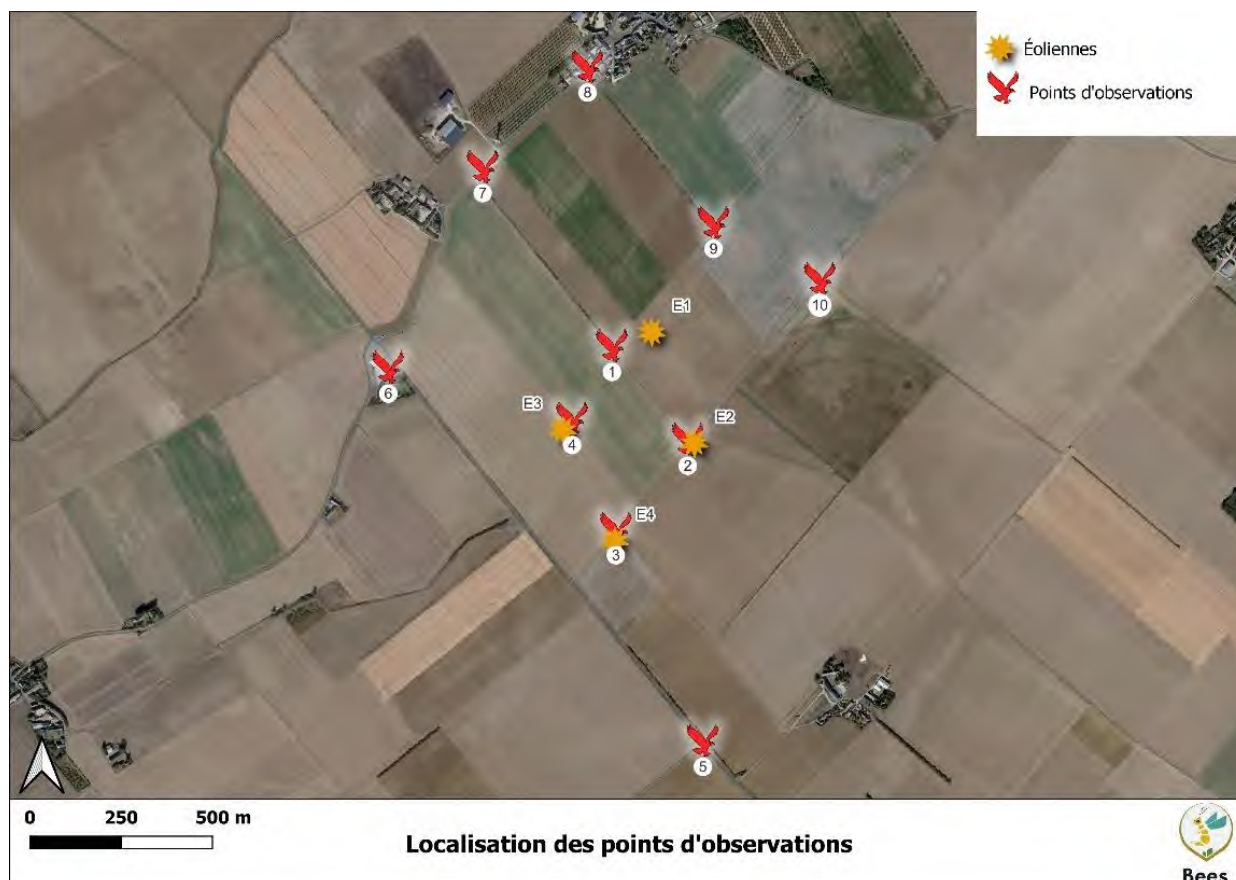 Éoliennes
Points d'observations
8
7
9
10
E1
1
6
E3
E2
4
2
E4
3
5
0 250 500 m
Localisation des points d'observations
Bees